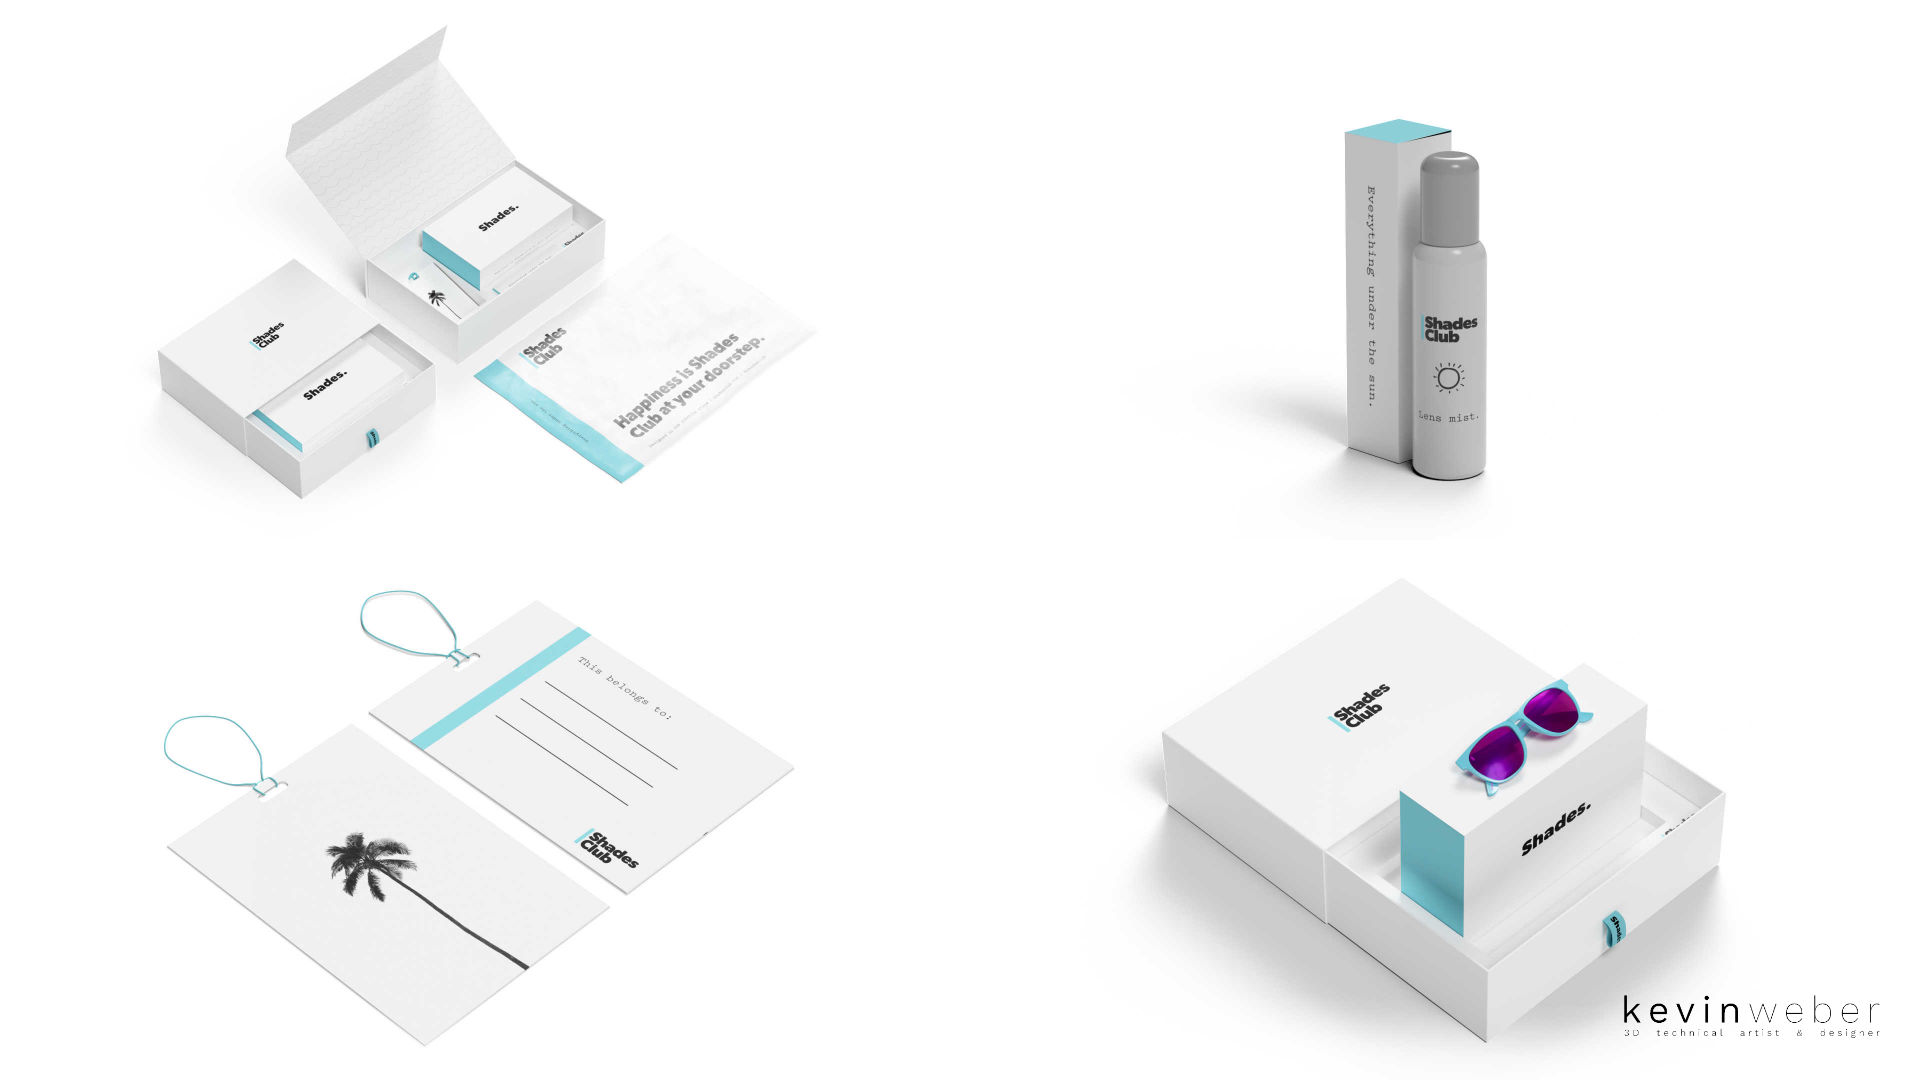 Shades.
Shades
Shades
Club
Shades.
Shades
Club
Happiness is Shades
Club at your doorstep.
Everything under the sun.
Shades
Club
Lens mist.
This belongs to:
Shades
Club
Shades
Club
Shades.
kevinweber
3D technical artist & designer